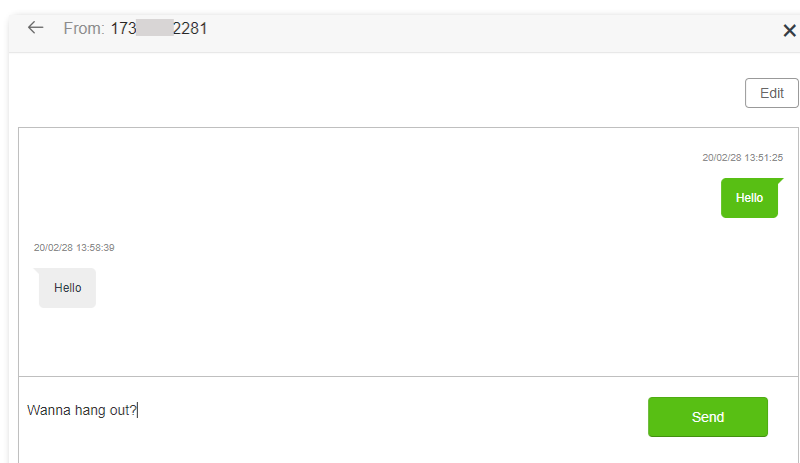 From: 173 2281
Edit
20/02/28 13:51:25
Hello
20/02/28 13:58:39
Hello
Wanna hang out?
Send